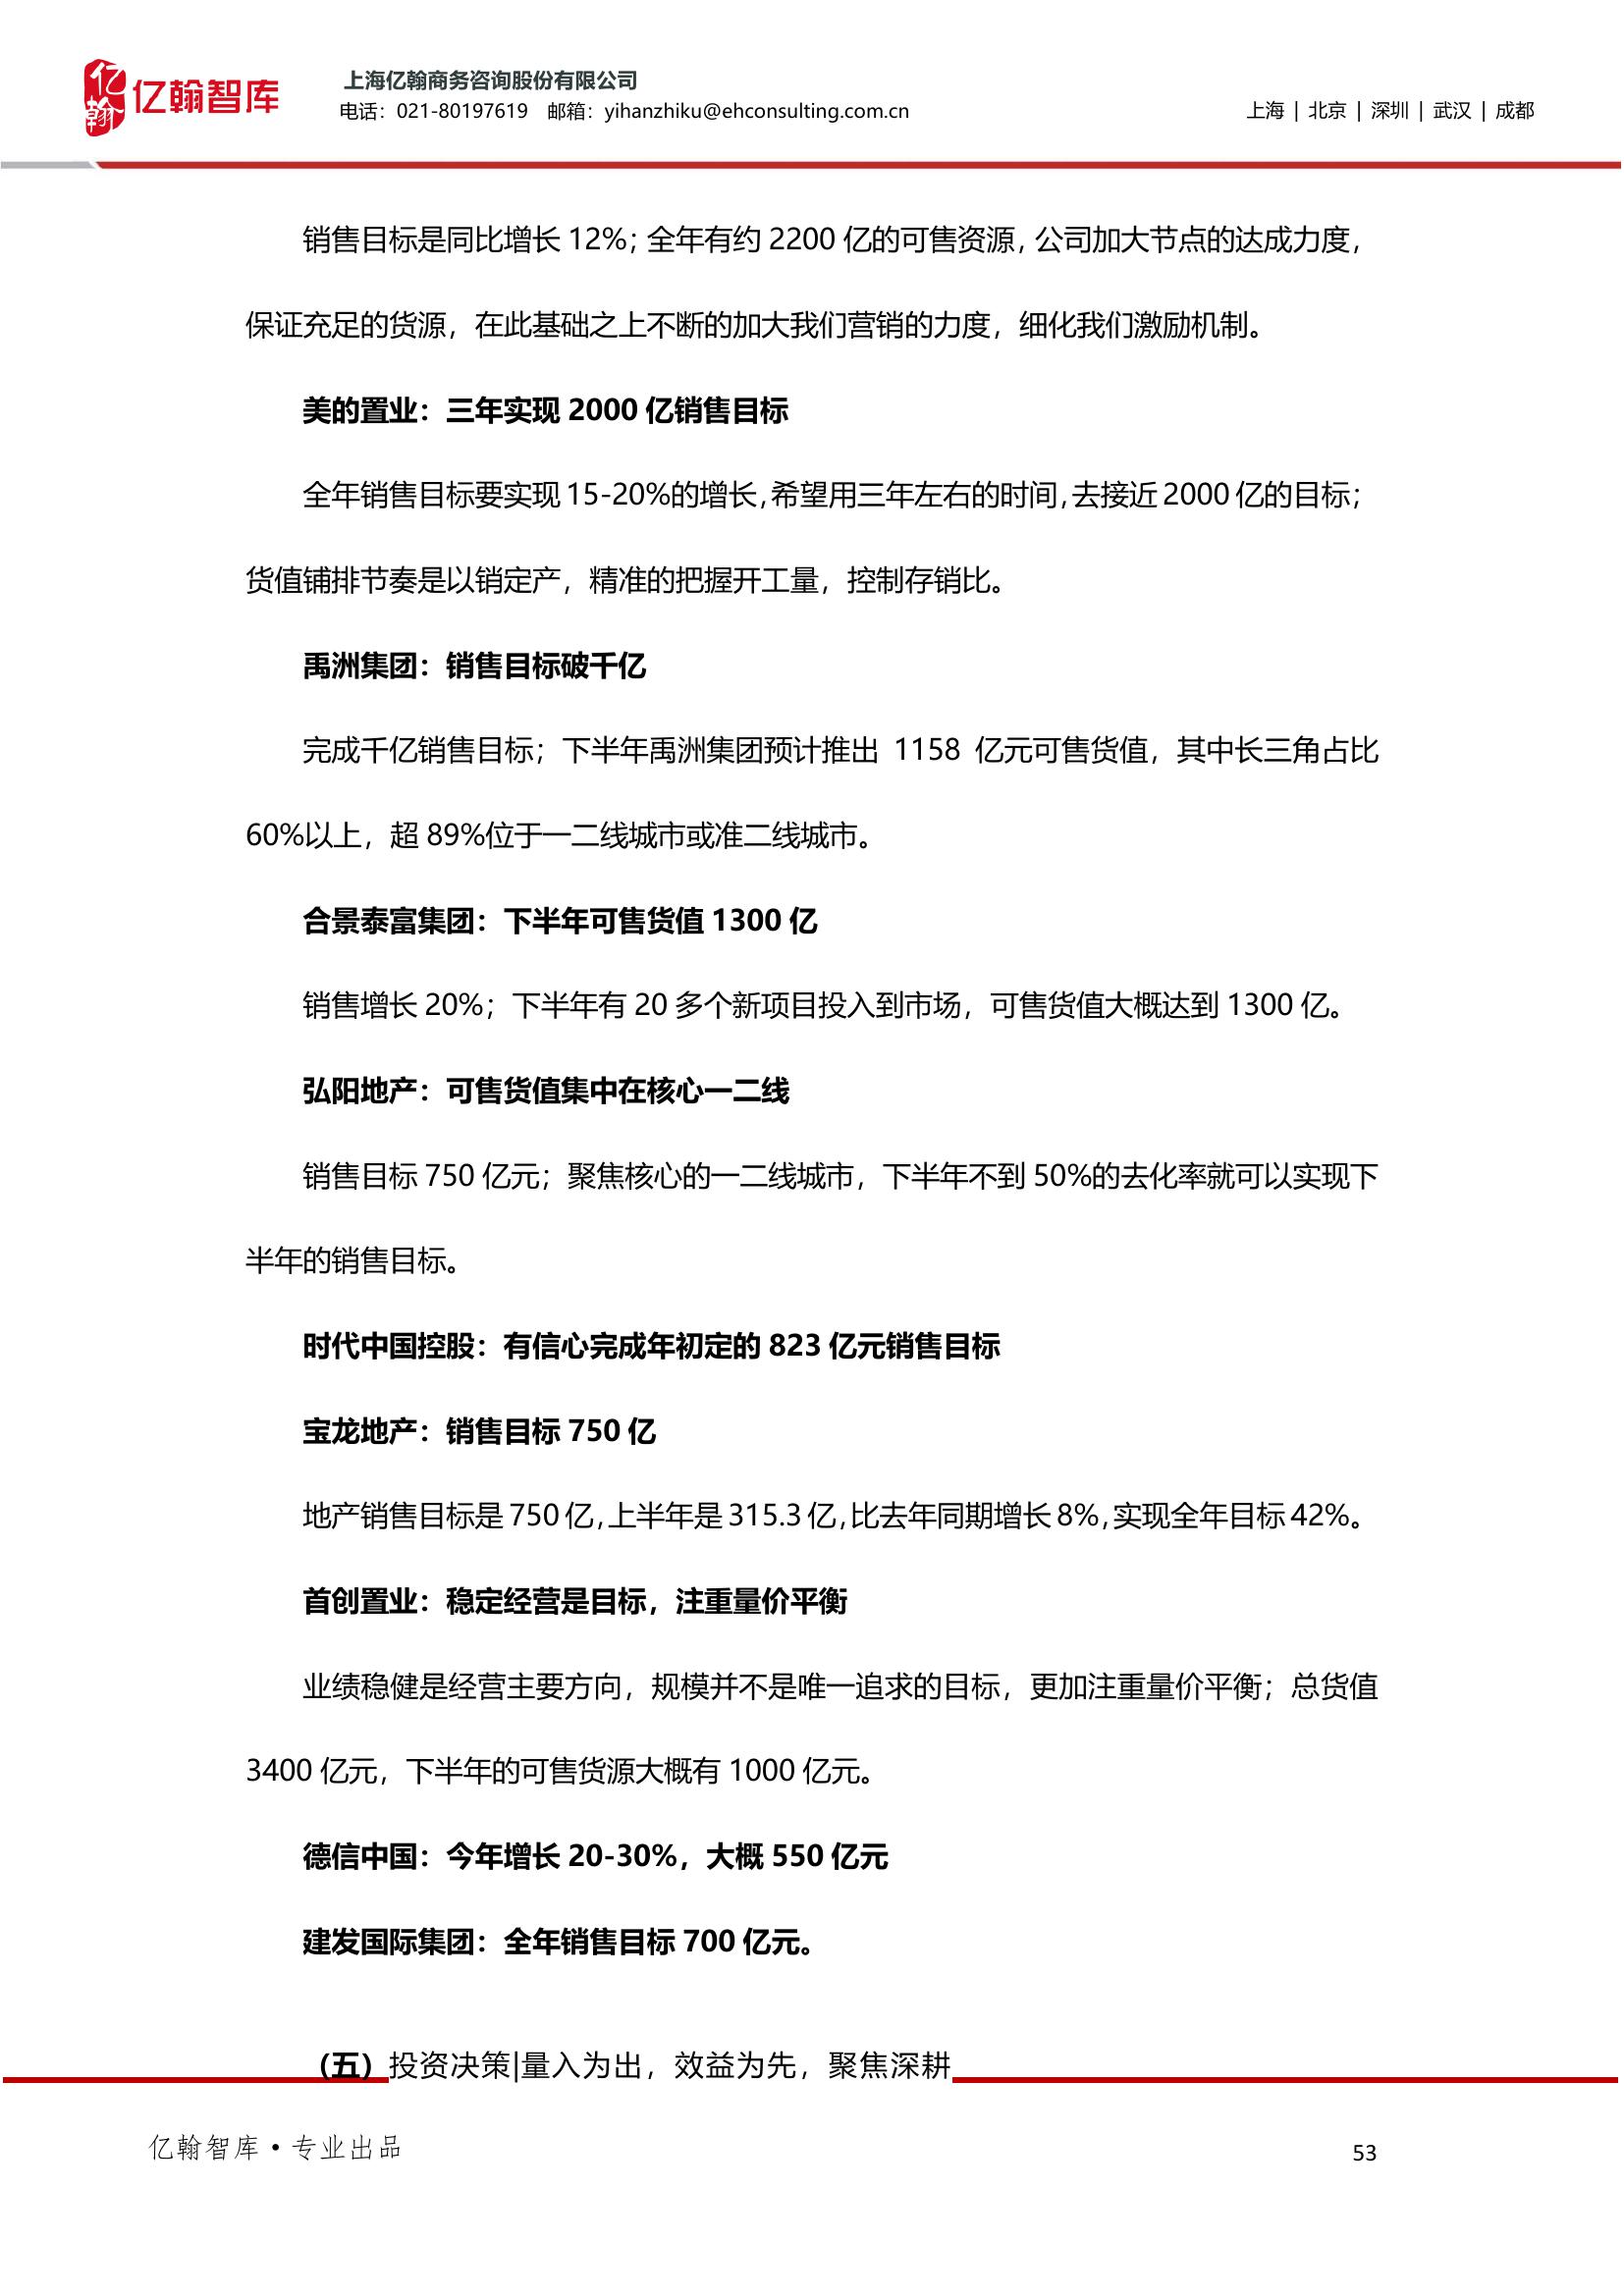 亿翰
亿翰智库
上海亿翰商务咨询股份有限公司
电话：021-80197619 邮箱：yihanzhiku@ehconsulting.com.cn
上海 | 北京 | 深圳 | 武汉 | 成都
销售目标是同比增长 12%；全年有约 2200 亿的可售资源，公司加大节点的达成力度，
保证充足的货源，在此基础之上不断的加大我们营销的力度，细化我们激励机制。
美的置业：三年实现 2000 亿销售目标
全年销售目标要实现 15-20%的增长，希望用三年左右的时间，去接近 2000 亿的目标；
货值铺排节奏是以销定产，精准的把握开工量，控制存销比。
禹洲集团：销售目标破千亿
完成千亿销售目标；下半年禹洲集团预计推出 1158 亿元可售货值，其中长三角占比
60%以上，超 89%位于一二线城市或准二线城市。
合景泰富集团：下半年可售货值 1300 亿
销售增长 20%；下半年有 20 多个新项目投入到市场，可售货值大概达到 1300 亿。
弘阳地产：可售货值集中在核心一二线
销售目标 750 亿元；聚焦核心的一二线城市，下半年不到 50%的去化率就可以实现下
半年的销售目标。
时代中国控股：有信心完成年初定的 823 亿元销售目标
宝龙地产：销售目标 750 亿
地产销售目标是 750 亿，上半年是 315.3 亿，比去年同期增长 8%，实现全年目标 42%。
首创置业：稳定经营是目标，注重量价平衡
业绩稳健是经营主要方向，规模并不是唯一追求的目标，更加注重量价平衡；总货值
3400 亿元，下半年的可售货源大概有 1000 亿元。
德信中国：今年增长 20-30%，大概 550 亿元
建发国际集团：全年销售目标 700 亿元。
（五）投资决策|量入为出，效益为先，聚焦深耕
亿翰智库·专业出品
53